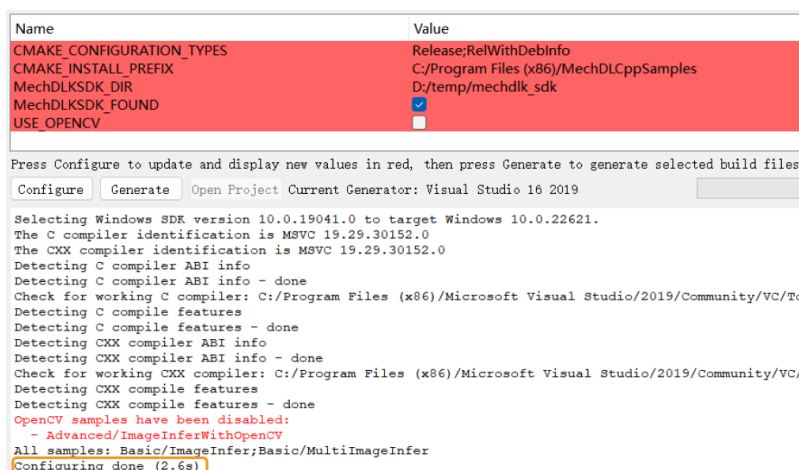 Name Value
CMAKE_CONFIGURATION_TYPES Release;RelWithDebInfo
CMAKE_INSTALL_PREFIX C:/Program Files (x86)/MechDLCppSamples
MechDLKSDK_DIR D:/temp/mechdlk_sdk
MechDLKSDK_FOUND
USE_OPENCV
Press Configure to update and display new values in red, then press Generate to generate selected build files
Configure Generate Open Project Current Generator: Visual Studio 16 2019
Selecting Windows SDK version 10.0.19041.0 to target Windows 10.0.22621.
The C compiler identification is MSVC 19.29.30152.0
The CXX compiler identification is MSVC 19.29.30152.0
Detecting C compiler ABI info
Detecting C compiler ABI info - done
Check for working C compiler: C:/Program Files (x86)/Microsoft Visual Studio/2019/Community/VC/To
Detecting C compile features
Detecting C compile features - done
Detecting CXX compiler ABI info
Detecting CXX compiler ABI info - done
Check for working CXX compiler: C:/Program Files (x86)/Microsoft Visual Studio/2019/Community/VC/
Detecting CXX compile features
Detecting CXX compile features - done
OpenCV samples have been disabled:
- Advanced/ImageInferWithOpenCV
All samples: Basic/ImageInfer;Basic/MultiImageInfer
Configuring done (2.6s)